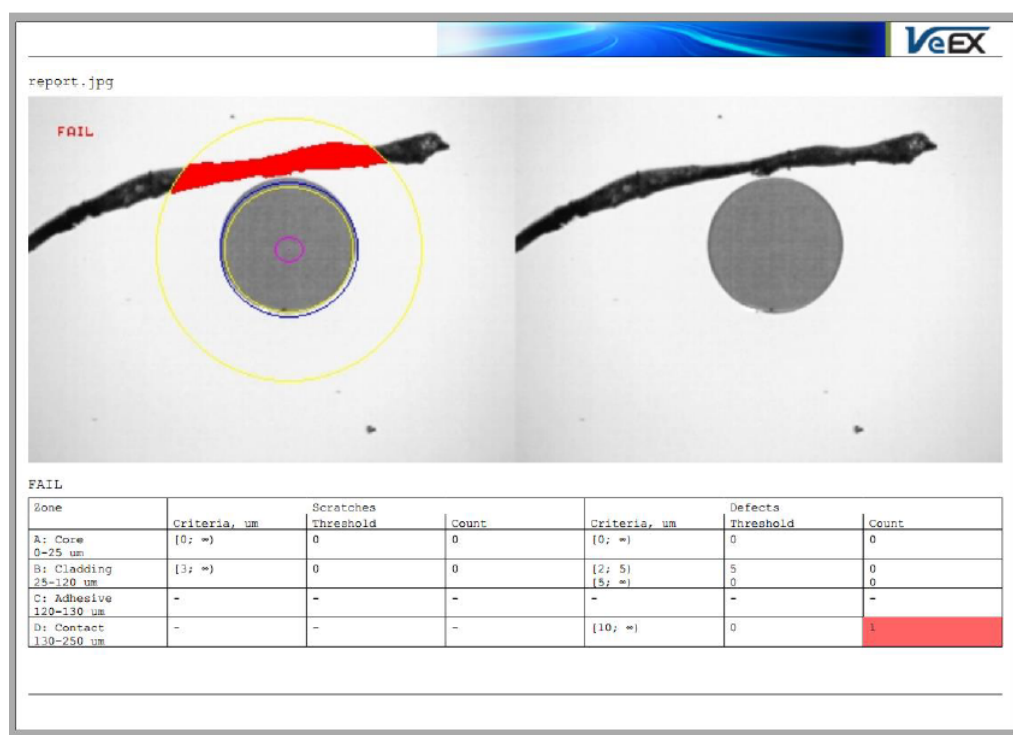 VeEX
report.jpg
FAIL
FAIL
Zone Scratches Defects
Criteria, um Threshold Count Criteria, um Threshold Count
A: Core [0; ∞) 0 0 [0; ∞) 0 0
0-25 um
B: Cladding [3; ∞) 0 0 [2; 5) 5 0
25-120 um [5; ∞) 0 0
C: Adhesive - - - - - -
120-130 um
D: Contact - - - [10; ∞) 0 1
130-250 um